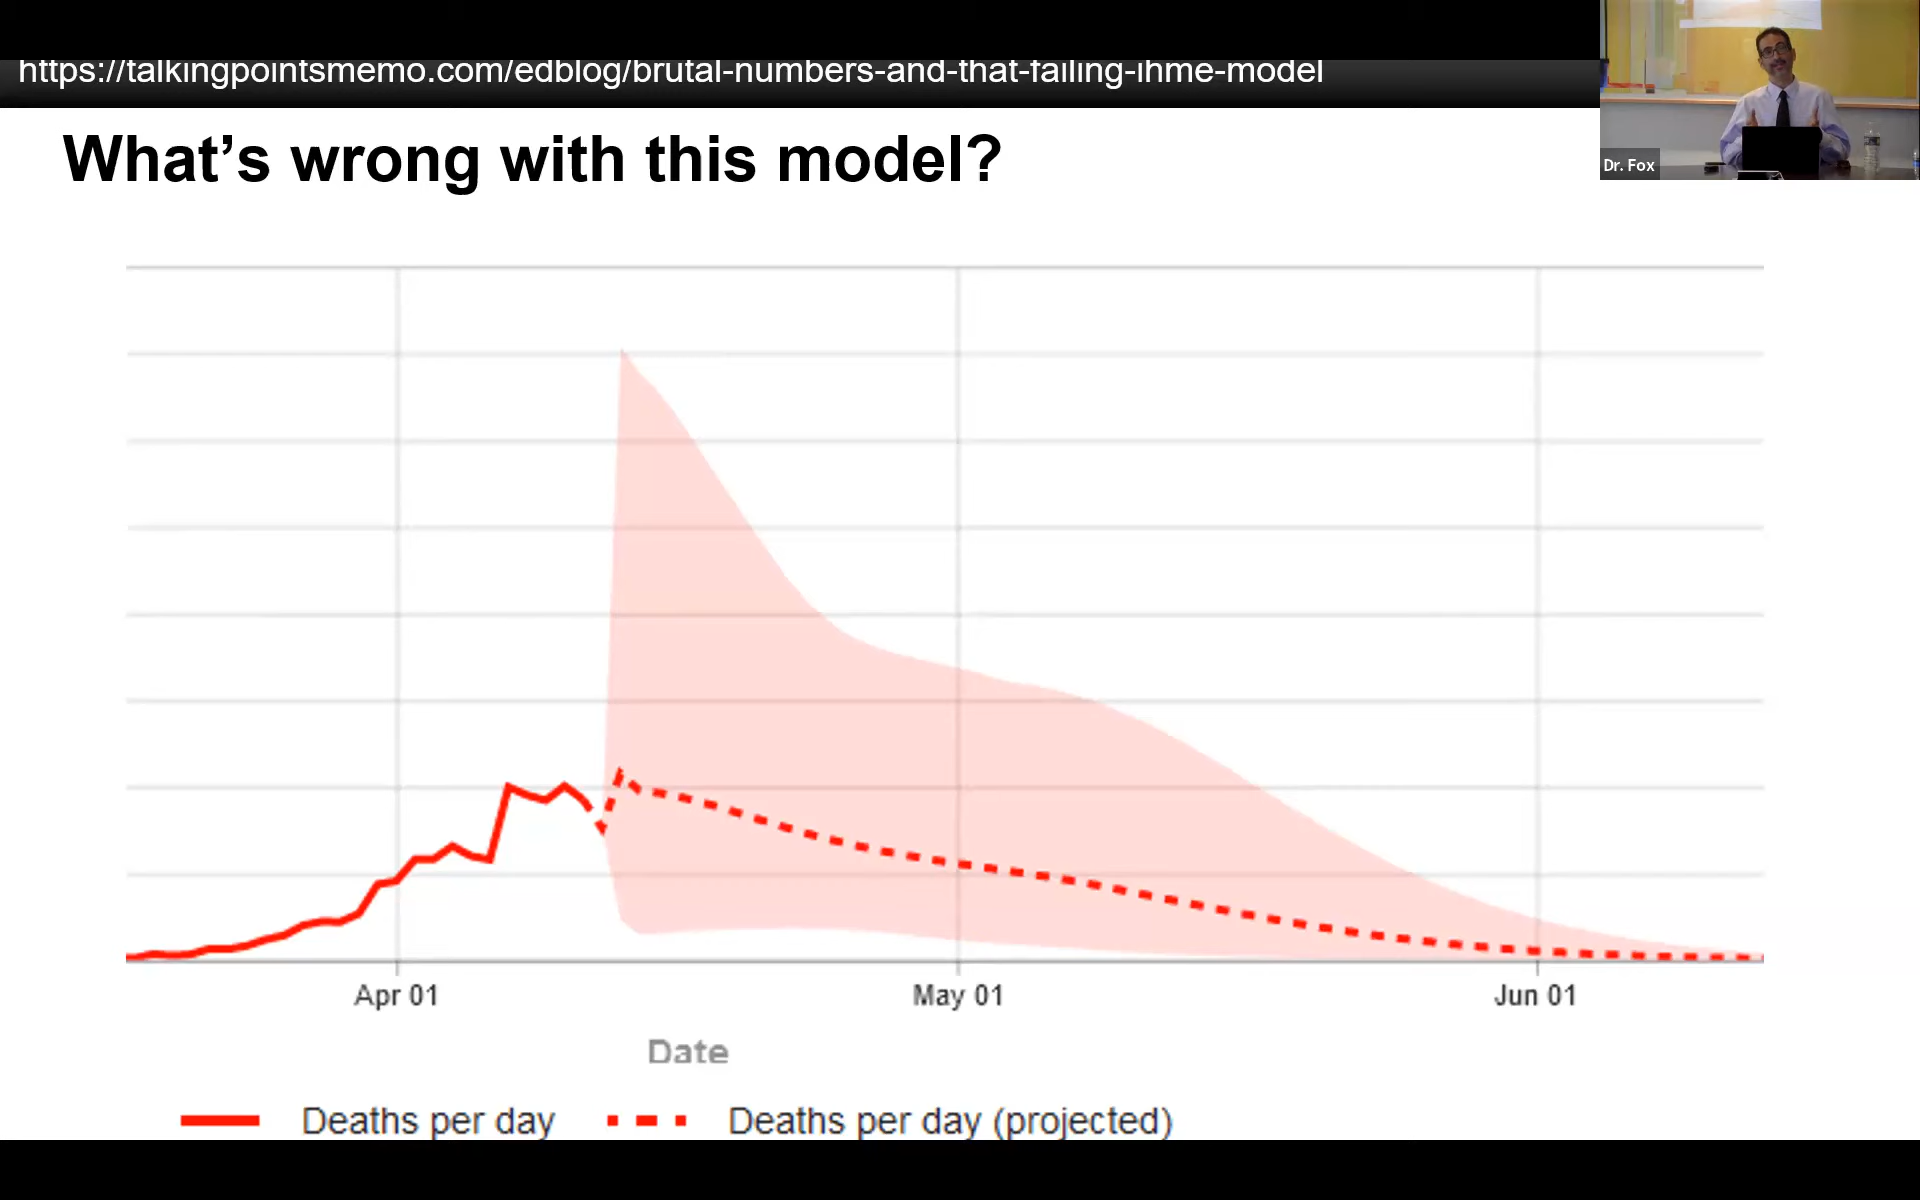 https://talkingpointsmemo.com/edblog/brutal-numbers-and-that-failing-ihme-model
What's wrong with this model?
Dr. Fox
Apr 01
May 01
Jun 01
Date
Deaths per day
Deaths per day (projected)